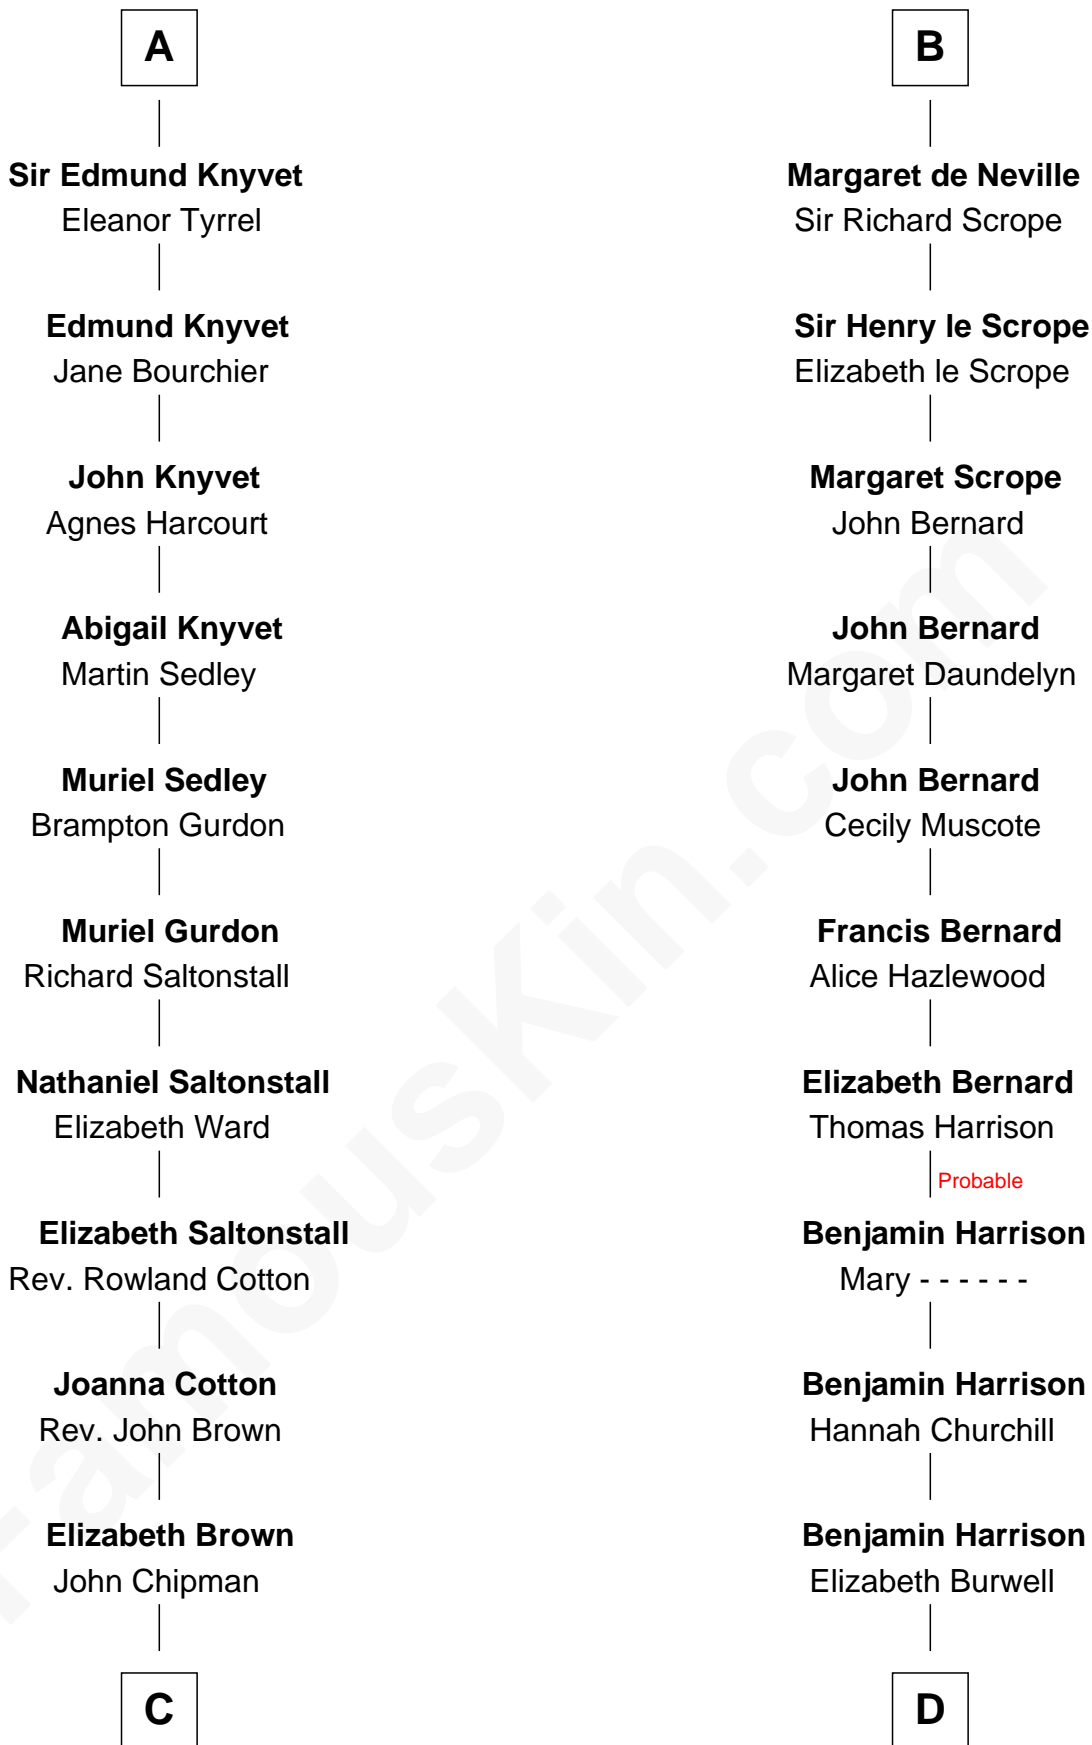 A
Sir Edmund Knyvet
Eleanor Tyrrel
Edmund Knyvet
Jane Bourchier
John Knyvet
Agnes Harcourt
Abigail Knyvet
Martin Sedley
Muriel Sedley
Brampton Gurdon
Muriel Gurdon
Richard Saltonstall
Nathaniel Saltonstall
Elizabeth Ward
Elizabeth Saltonstall
Rev. Rowland Cotton
Joanna Cotton
Rev. John Brown
Elizabeth Brown
John Chipman
C
B
Margaret de Neville
Sir Richard Scrope
Sir Henry le Scrope
Elizabeth le Scrope
Margaret Scrope
John Bernard
John Bernard
Margaret Daundelyn
John Bernard
Cecily Muscote
Francis Bernard
Alice Hazlewood
Elizabeth Bernard
Thomas Harrison
Probable
Benjamin Harrison
Mary - - - - - -
Benjamin Harrison
Hannah Churchill
Benjamin Harrison
Elizabeth Burwell
D
FamousKin.com